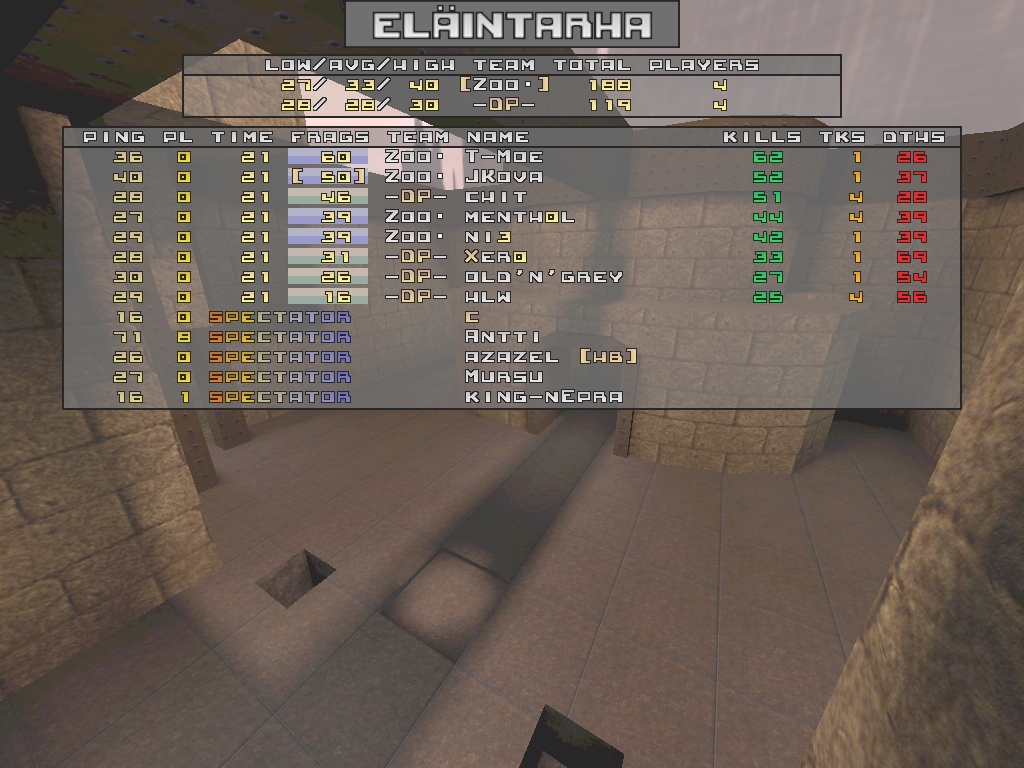 ELÄINTARHA
LOW/AVG/HIGH TEAM TOTAL PLAYERS
27/ 33/ 40 [ZOO·] 188 4
28/ 28/ 30 -DP- 119 4
PING PL TIME FRAGS TEAM NAME KILLS TKS DTHS
36 0 21 60 ZOO· T-MOE 62 1 26
40 0 21 [ 50] ZOO· JKOVA 52 1 37
28 0 21 46 -DP- CHIT 51 4 28
27 0 21 39 ZOO· MENTHOL 44 4 39
29 0 21 39 ZOO· NI3 42 1 39
28 0 21 31 -DP- XERO 33 1 69
30 0 21 26 -DP- OLD'N'GREY 27 1 54
29 0 21 16 -DP- HLW 25 4 56
16 0 SPECTATOR C
71 9 SPECTATOR ANTTI
26 0 SPECTATOR AZAZEL [HB]
27 0 SPECTATOR MURSU
16 1 SPECTATOR KING-NEPRA